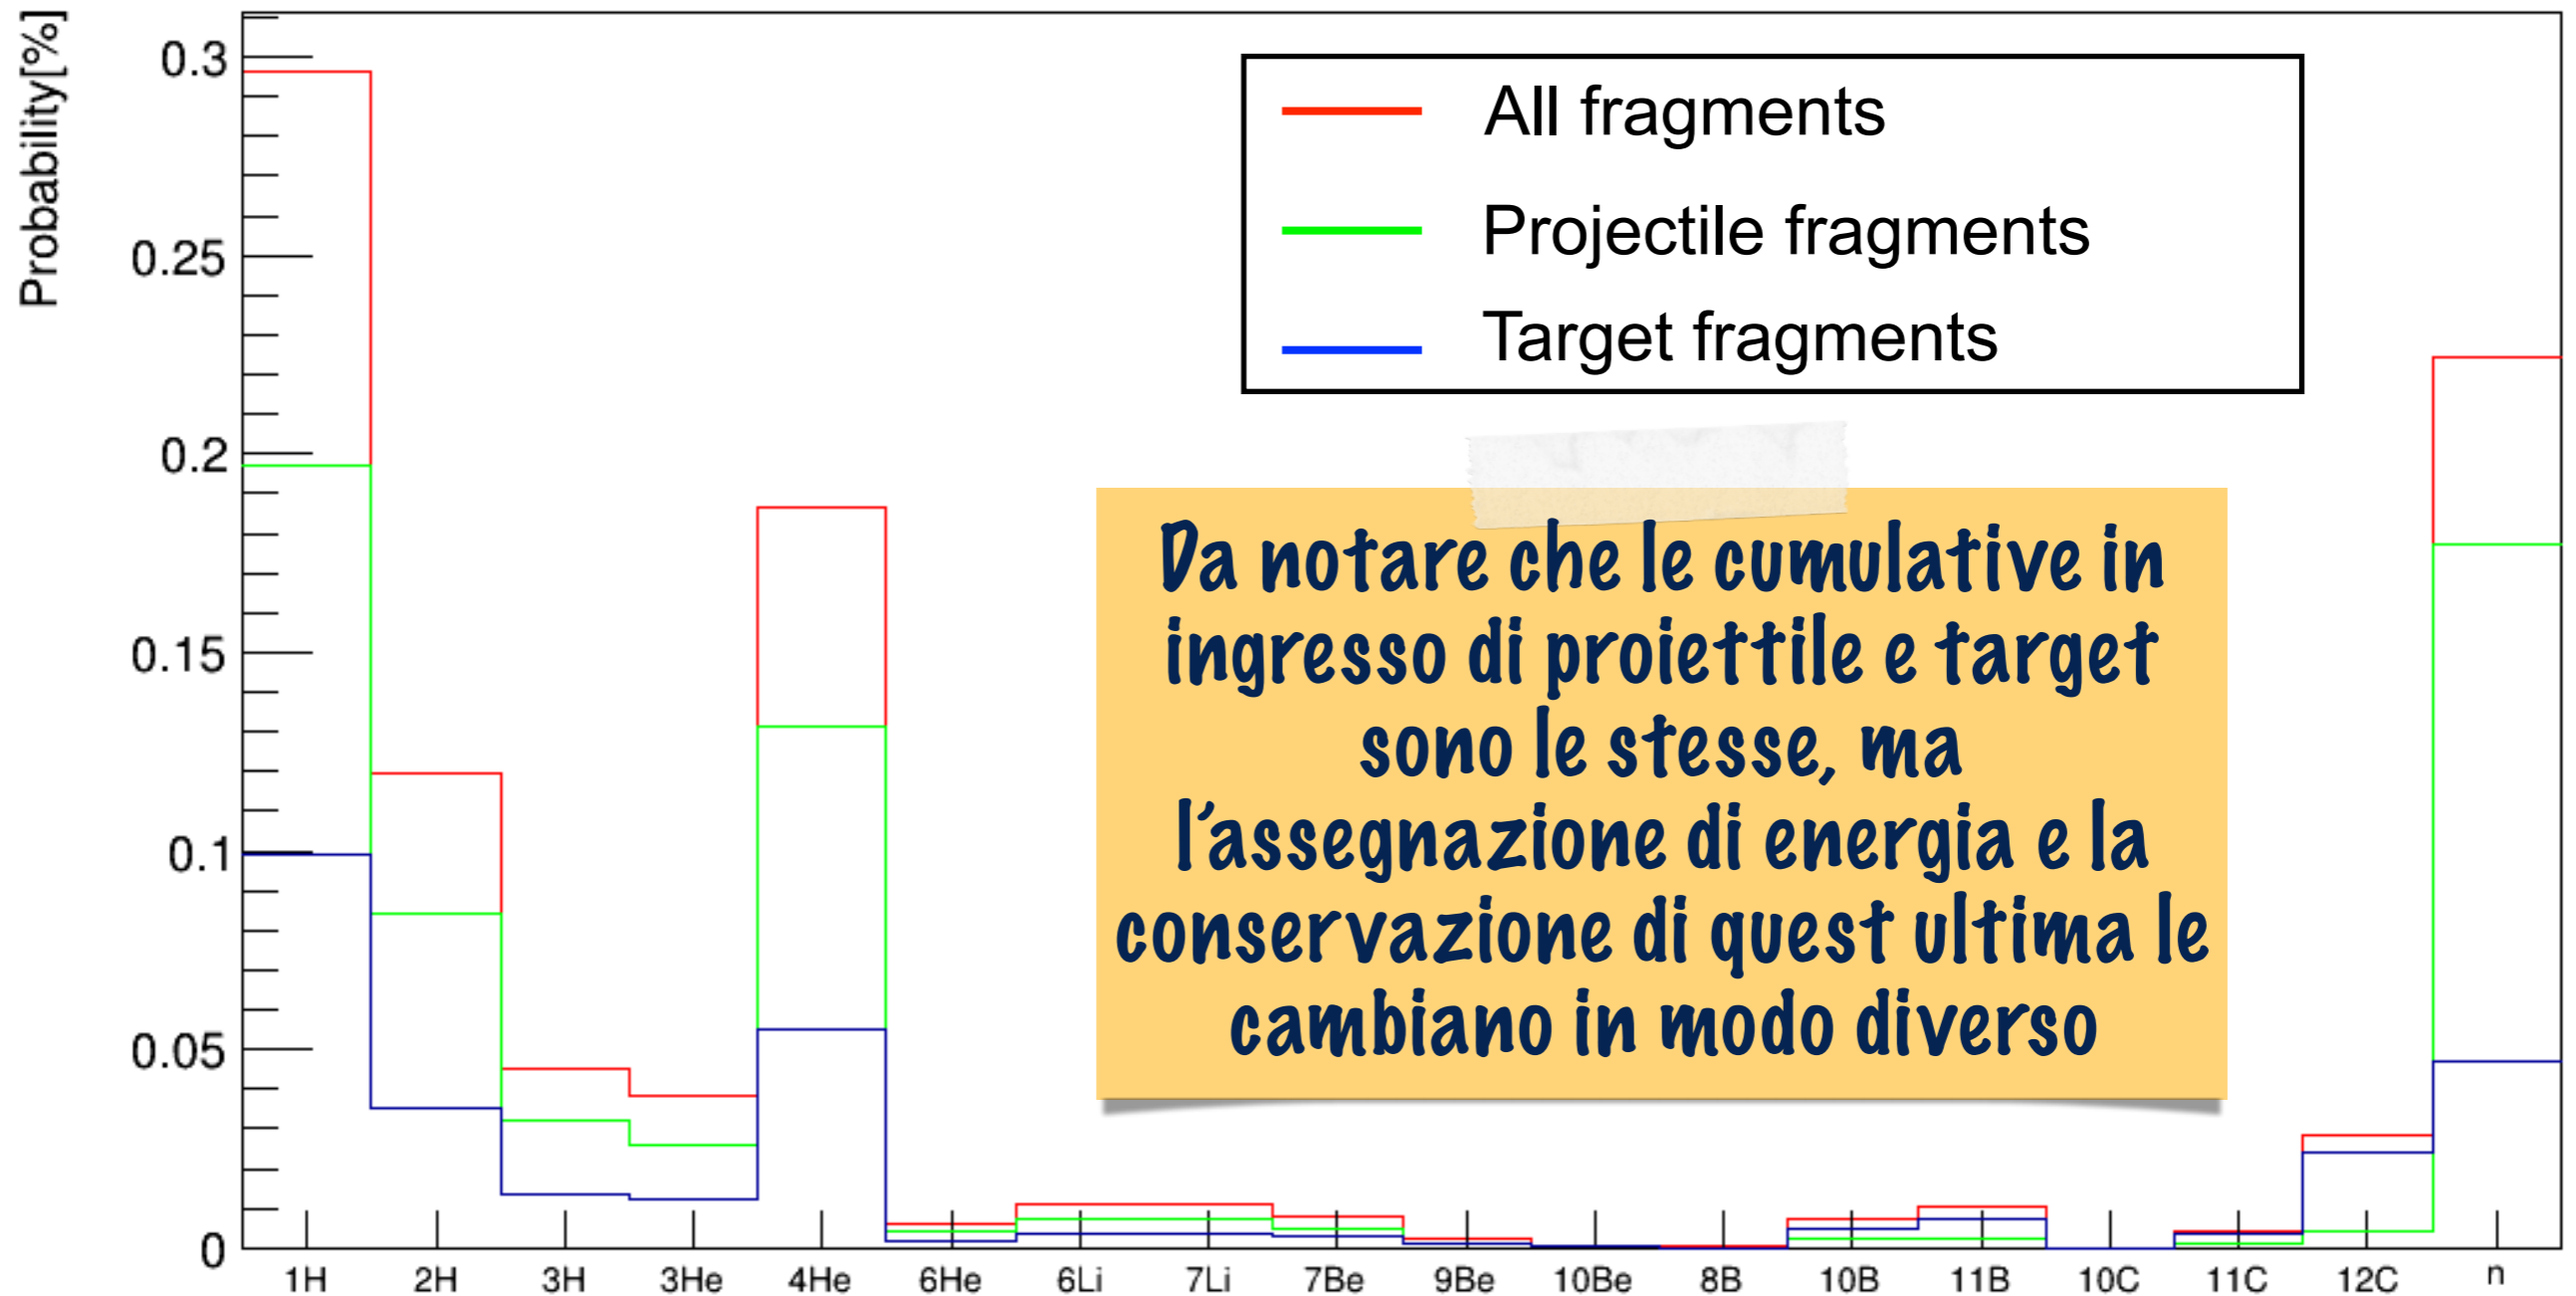 Probability[%]
0.3
0.25
0.2
0.15
0.1
0.05
0
All fragments
Projectile fragments
Target fragments
Da notare che le cumulative in
ingresso di proiettile e target
sono le stesse, ma
l'assegnazione di energia e la
conservazione di quest ultima le
cambiano in modo diverso
1H 2H 3H 3He 4He 6He 6Li 7Li 7Be 9Be 10Be 8B 10B 11B 10C 11C 12C n